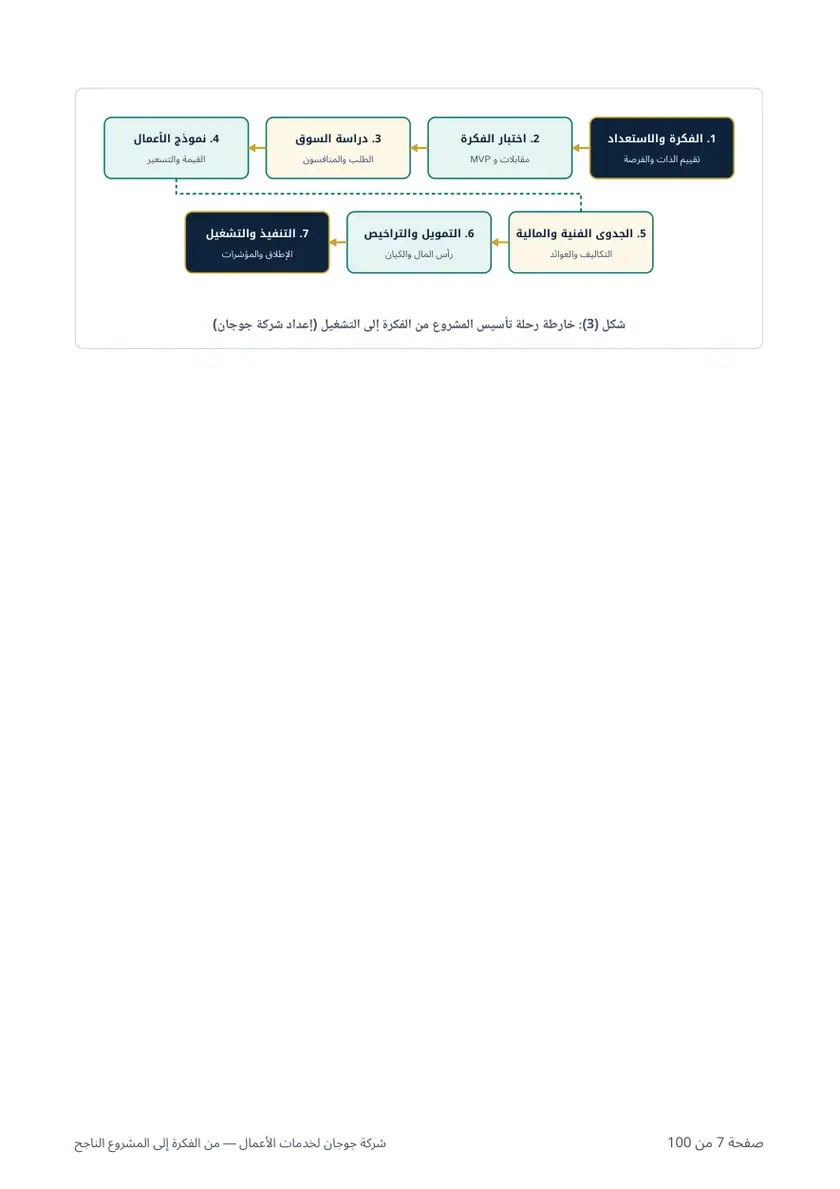 1. الفكرة والاستعداد
تقييم الذات والفرصة
2. اختبار الفكرة
مقابلات و MVP
3. دراسة السوق
الطلب والمنافسون
4. نموذج الأعمال
القيمة والتسعير
5. الجدوى الفنية والمالية
التكاليف والعوائد
6. التمويل والتراخيص
رأس المال والكيان
7. التنفيذ والتشغيل
الإطلاق والمؤشرات
شكل (3): خارطة رحلة تأسيس المشروع من الفكرة إلى التشغيل (إعداد شركة جوجان)
صفحة 7 من 100
شركة جوجان لخدمات الأعمال — من الفكرة إلى المشروع الناجح